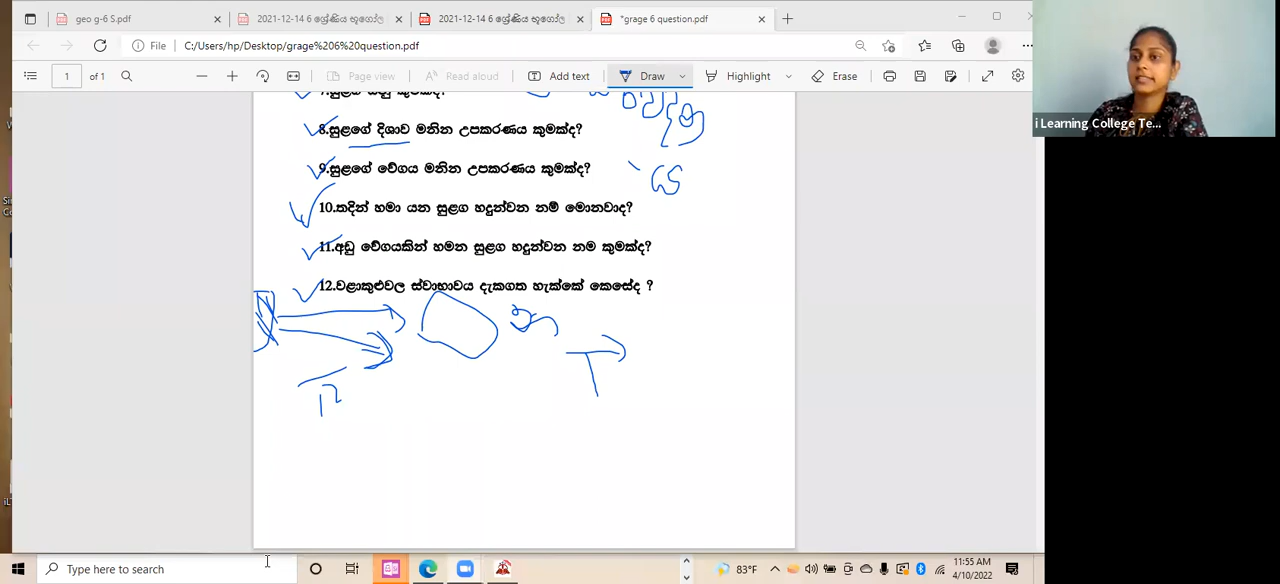 geo g-6 S.pdf
2021-12-14 6 ශ්‍රේණිය භූගෝල
2021-12-14 6 ශ්‍රේණිය භූගෝල
*grage 6 question.pdf
File
C:/Users/hp/Desktop/grage%206%20question.pdf
1 of 1
Page view
Read aloud
Add text
Draw
Highlight
Erase
i Learning College Te...
8.සුළගේ දිශාව මනින උපකරණය කුමක්ද?
9.සුළගේ වේගය මනින උපකරණය කුමක්ද?
10.තදින් හමා යන සුළග හදුන්වන නම් මොනවාද?
11.අඩු වේගයකින් හමන සුළග හදුන්වන නම කුමක්ද?
12.වළාකුළුවල ස්වාභාවය දැකගත හැක්කේ කෙසේද ?
Type here to search
83°F
11:55 AM
4/10/2022